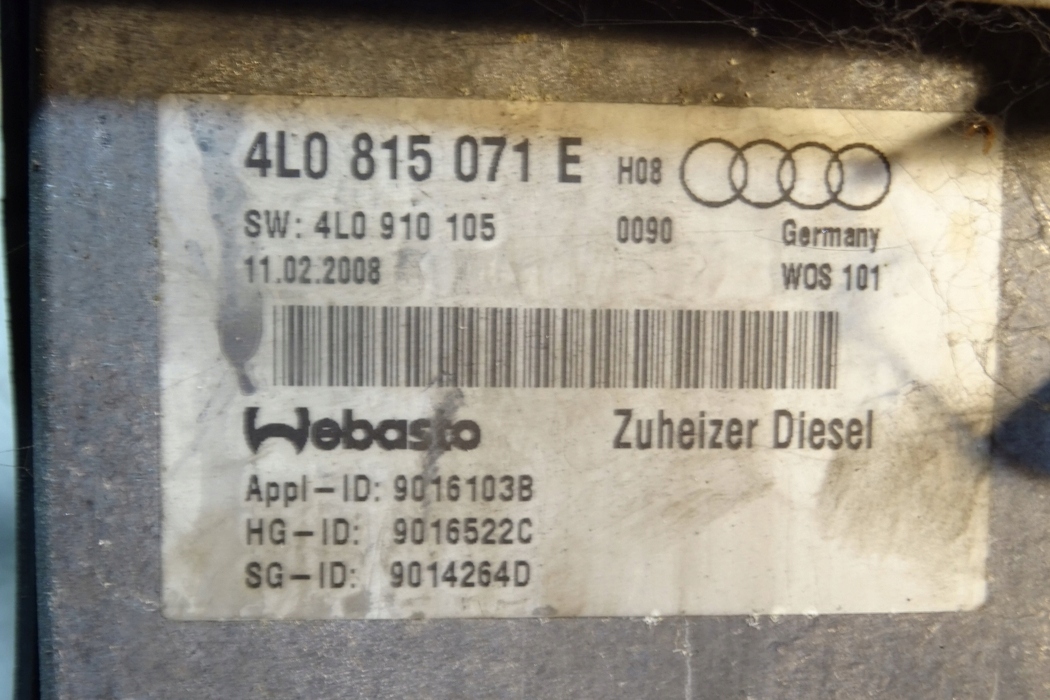 4L0 815 071 E H08
SW: 4L0 910 105 0090 Germany
11.02.2008 WOS 101
Webasto Zuheizer Diesel
Appl-ID: 9016103B
HG-ID: 9016522C
SG-ID: 9014264D